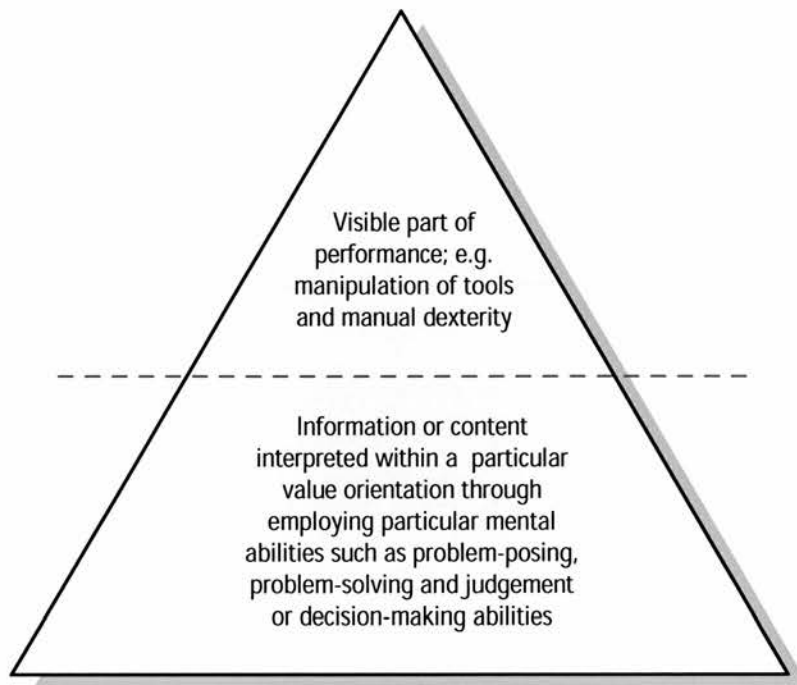 Visible part of
performance; e.g.
manipulation of tools
and manual dexterity
Information or content
interpreted within a particular
value orientation through
employing particular mental
abilities such as problem-posing,
problem-solving and judgement
or decision-making abilities